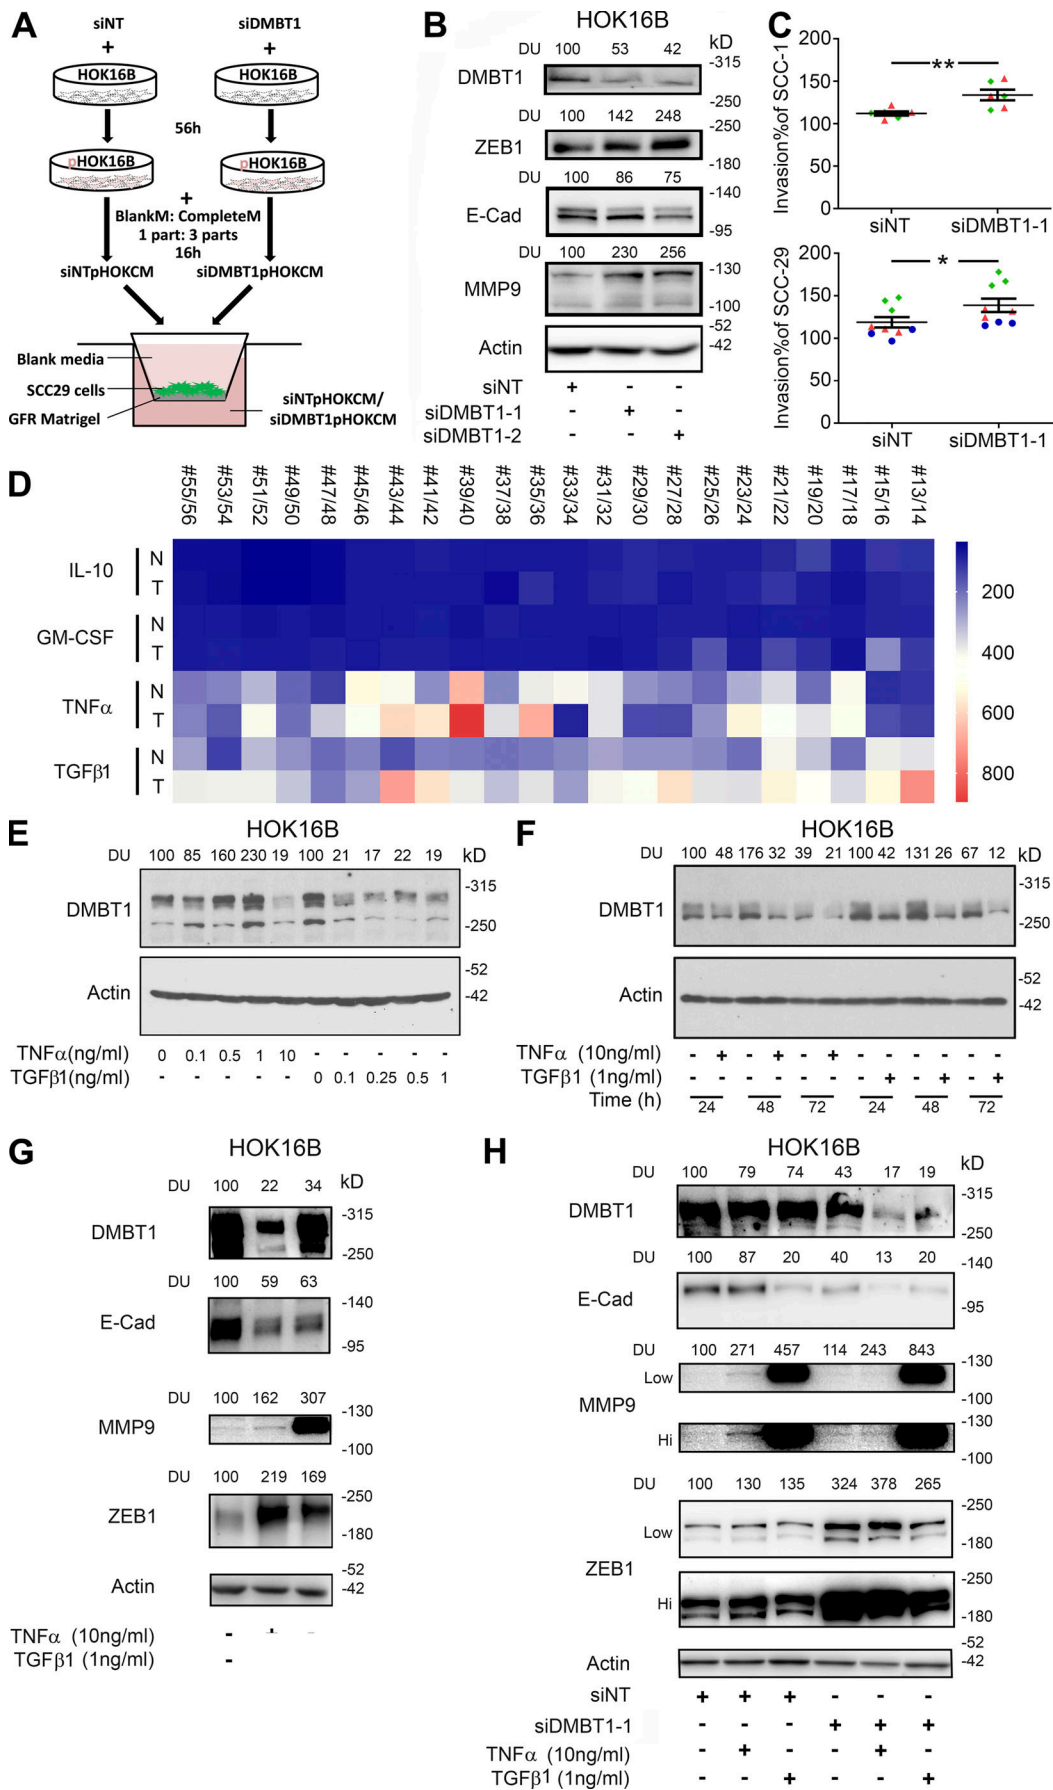 A
siNT
+
siDMBT1
+
HOK16B
HOK16B
56h
pHOK16B
pHOK16B
+
BlankM: CompleteM
1 part: 3 parts
16h
siNTpHOKCM
siDMBT1pHOKCM
Blank media
SCC29 cells
GFR Matrigel
siNTpHOKCM/
siDMBT1pHOKCM
B
HOK16B
DU 100 53 42 kD
DMBT1
-315
-250
100 142 248
ZEB1
-250
-180
100 86 75
E-Cad
-140
-95
100 230 256
MMP9
-130
-100
Actin
-52
-42
siNT + - -
siDMBT1-1 - + -
siDMBT1-2 - - +
C
Invasion% of SCC-1
200
150
100
50
0
**
siNT siDMBT1-1
Invasion% of SCC-29
200
150
100
50
0
*
siNT siDMBT1-1
D
#55/56 #53/54 #51/52 #49/50 #47/48 #45/46 #43/44 #41/42 #39/40 #37/38 #35/36 #33/34 #31/32 #29/30 #27/28 #25/26 #23/24 #21/22 #19/20 #17/18 #15/16 #13/14
IL-10 N T
GM-CSF N T
TNFα N T
TGFβ1 N T
200
400
600
800
E
HOK16B
DU 100 85 160 230 19 100 21 17 22 19 kD
DMBT1
-315
-250
Actin
-52
-42
TNFα(ng/ml) 0 0.1 0.5 1 10 - - - - -
TGFβ1(ng/ml) - - - - - 0 0.1 0.25 0.5 1
F
HOK16B
DU 100 48 176 32 39 21 100 42 131 26 67 12 kD
DMBT1
-315
-250
Actin
-52
-42
TNFα (10ng/ml) - + - + - + - - - - - -
TGFβ1 (1ng/ml) - - - - - - - + - + - +
Time (h) 24 48 72 24 48 72
G
HOK16B
DU 100 22 34 kD
DMBT1
-315
-250
DU 100 59 63
E-Cad
-140
-95
DU 100 162 307
MMP9
-130
-100
DU 100 219 169
ZEB1
-250
-180
Actin
-52
-42
TNFα (10ng/ml) - + -
TGFβ1 (1ng/ml) -
H
HOK16B
DU 100 79 74 43 17 19 kD
DMBT1
-315
-250
DU 100 87 20 40 13 20
E-Cad
-140
-95
DU 100 271 457 114 243 843
Low
-130
-100
MMP9
Hi
-130
-100
DU 100 130 135 324 378 265
Low
-250
-180
ZEB1
Hi
-250
-180
Actin
-52
-42
siNT + + + - - -
siDMBT1-1 - - - + + +
TNFα (10ng/ml) - + - - + -
TGFβ1 (1ng/ml) - - + - - +